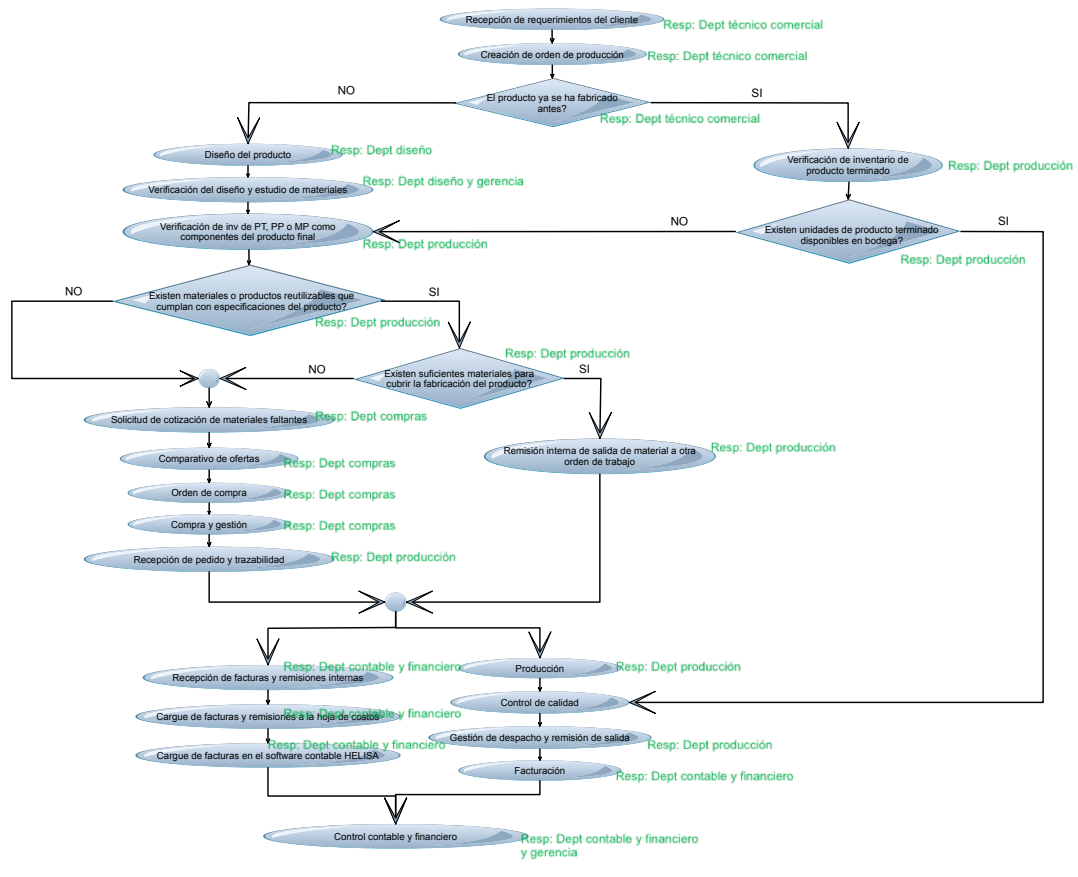 Recepción de requerimientos del cliente
Resp: Dept técnico comercial
Creación de orden de producción
Resp: Dept técnico comercial
El producto ya se ha fabricado
antes?
Resp: Dept técnico comercial
NO
SI
Diseño del producto
Resp: Dept diseño
Verificación del diseño y estudio de materiales
Resp: Dept diseño y gerencia
Verificación de inventario de
producto terminado
Resp: Dept producción
Verificación de inv de PT, PP o MP como
componentes del producto final
Resp: Dept producción
NO
Existen unidades de producto terminado
disponibles en bodega?
Resp: Dept producción
SI
NO
Existen materiales o productos reutilizables que
cumplan con especificaciones del producto?
Resp: Dept producción
SI
Resp: Dept producción
NO
Existen suficientes materiales para
cubrir la fabricación del producto?
SI
Solicitud de cotización de materiales faltantes
Resp: Dept compras
Comparativo de ofertas
Resp: Dept compras
Remisión interna de salida de material a otra
orden de trabajo
Resp: Dept producción
Orden de compra
Resp: Dept compras
Compra y gestión
Resp: Dept compras
Recepción de pedido y trazabilidad
Resp: Dept producción
Resp: Dept contable y financiero
Recepción de facturas y remisiones internas
Producción
Resp: Dept producción
Resp: Dept contable y financiero
Cargue de facturas y remisiones a la hoja de costos
Control de calidad
Resp: Dept contable y financiero
Cargue de facturas en el software contable HELISA
Gestión de despacho y remisión de salida
Resp: Dept producción
Facturación
Resp: Dept contable y financiero
Control contable y financiero
Resp: Dept contable y financiero
y gerencia